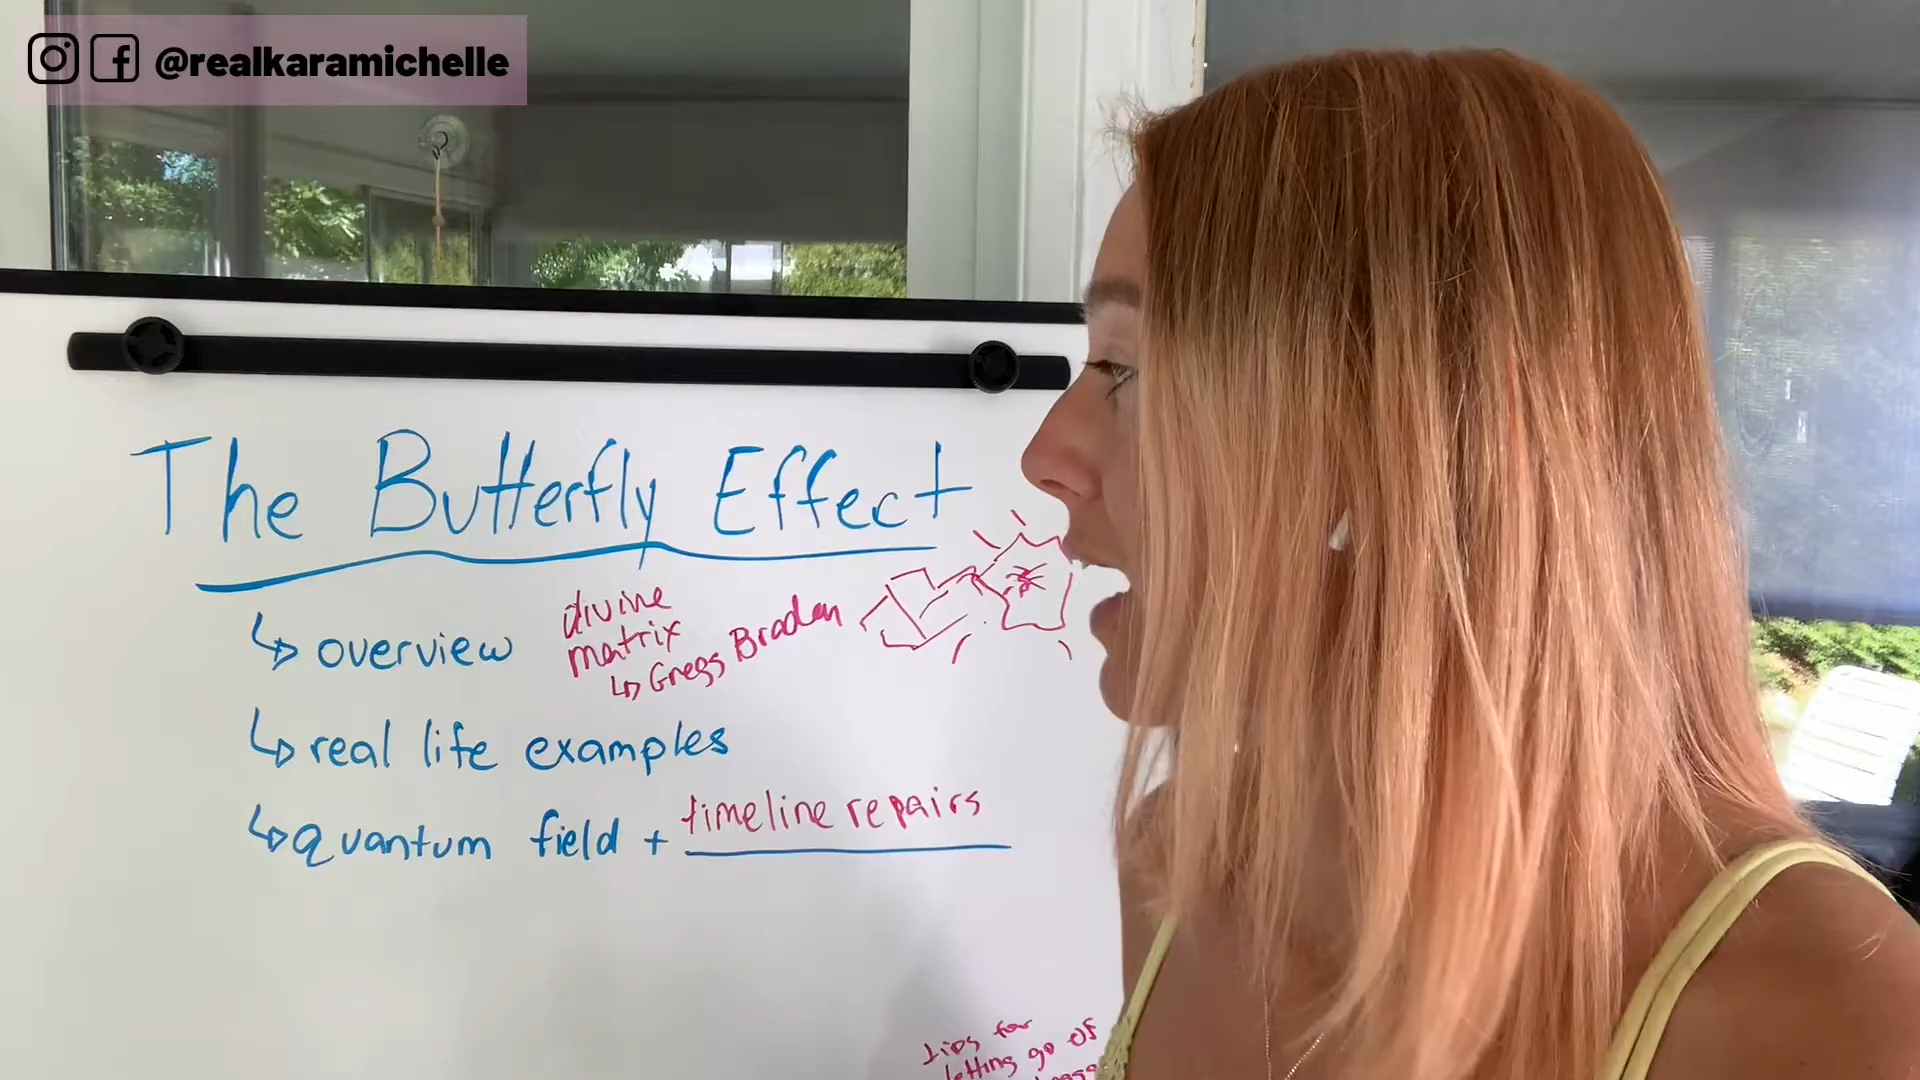 @realkaramichelle
The Butterfly Effect
↳ overview
divine
matrix
↳ Gregg Braden
↳ real life examples
↳ quantum field + timeline repairs
tips for
letting go of